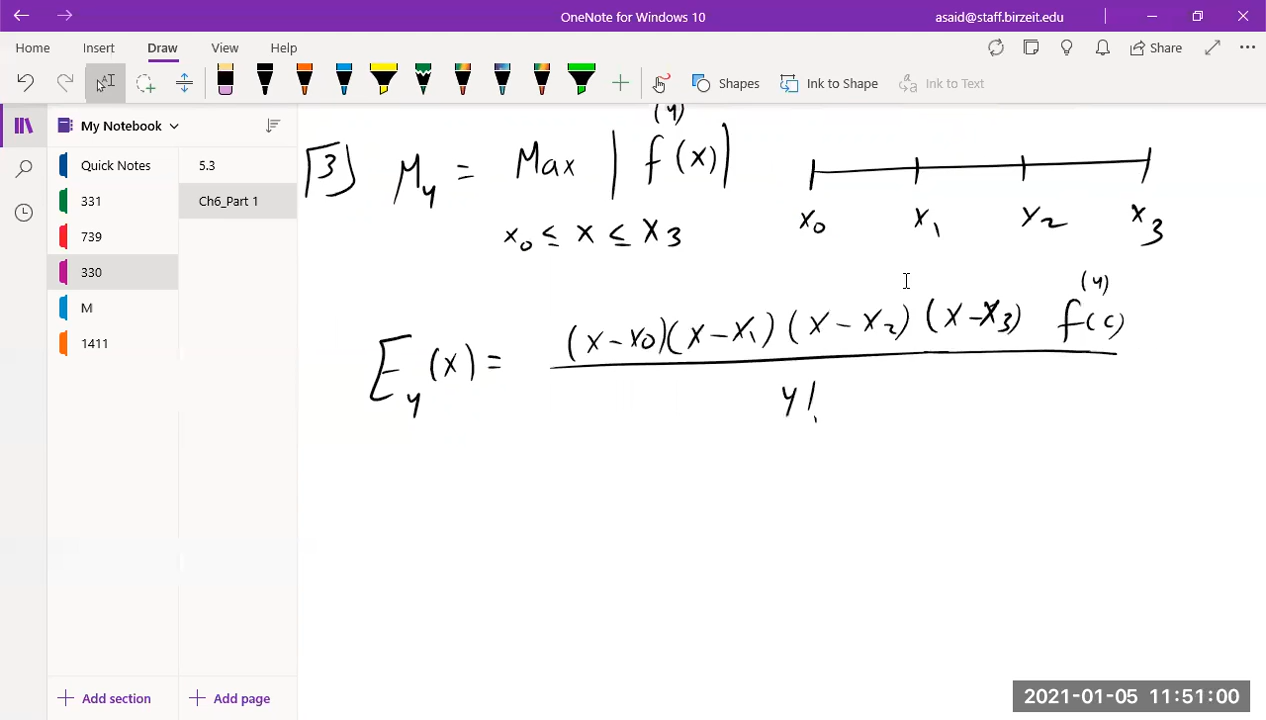 OneNote for Windows 10
asaid@staff.birzeit.edu
Home Insert Draw View Help
Share
Shapes Ink to Shape Ink to Text
My Notebook
Quick Notes
331
739
330
M
1411
5.3
Ch6_Part 1
Add section
Add page
[3] M₄ = Max | f⁽⁴⁾(x) |
x₀ ≤ x ≤ x₃
x₀ x₁ x₂ x₃
E₄(x) = (x-x₀)(x-x₁)(x-x₂)(x-x₃) f⁽⁴⁾(c)
4!
2021-01-05 11:51:00